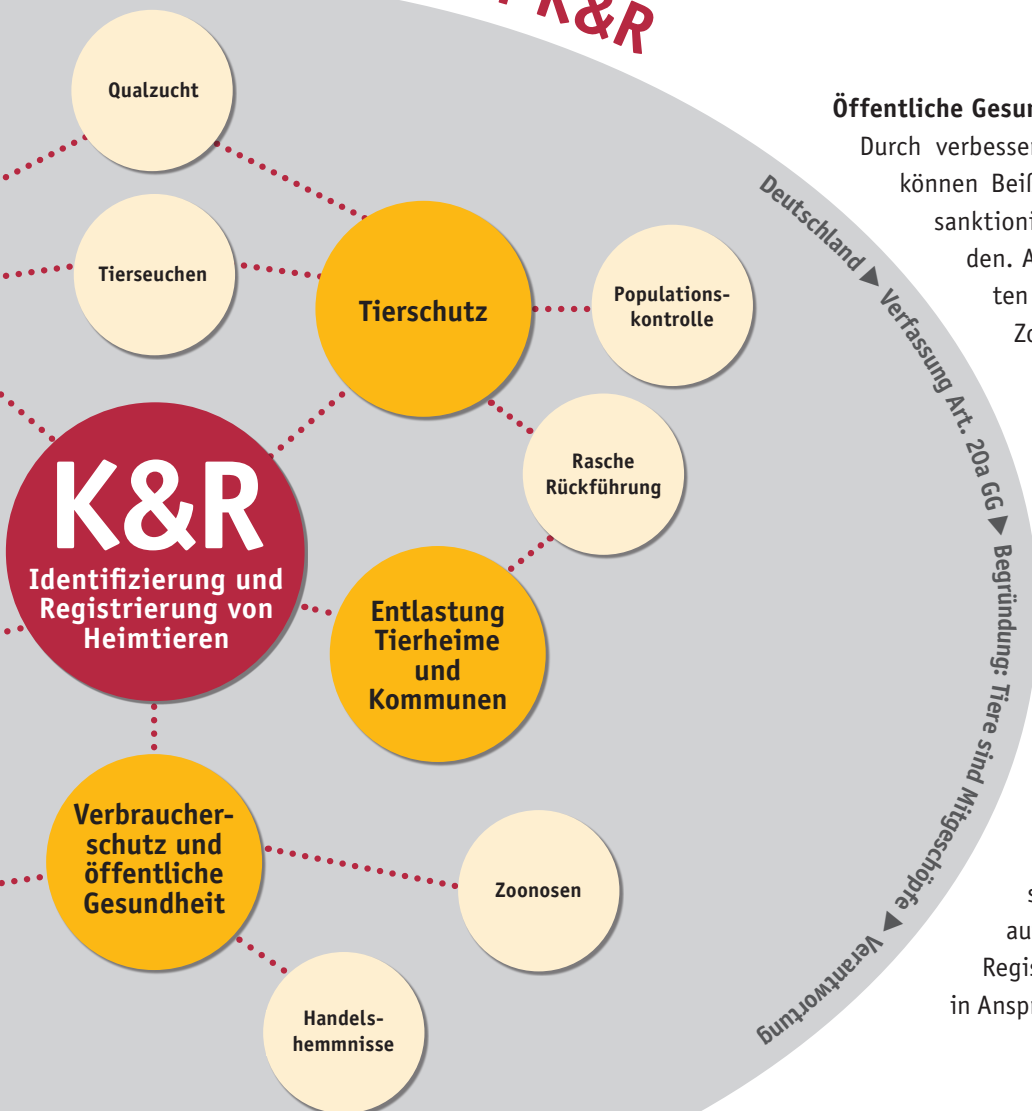 K&R
Qualzucht
Tierseuchen
Tierschutz
Populations-
kontrolle
Rasche
Rückführung
K&R
Identifizierung und
Registrierung von
Heimtieren
Entlastung
Tierheime
und
Kommunen
Verbraucher-
schutz und
öffentliche
Gesundheit
Zoonosen
Handels-
hemmnisse
Deutschland ▶ Verfassung Art. 20a GG ▶ Begründung: Tiere sind Mitgeschöpfe ▶ Verantwortung
Öffentliche Gesun
Durch verbesser
können Beiß
sanktioni
den. A
ten
Zo
s
au
Regis
in Anspr